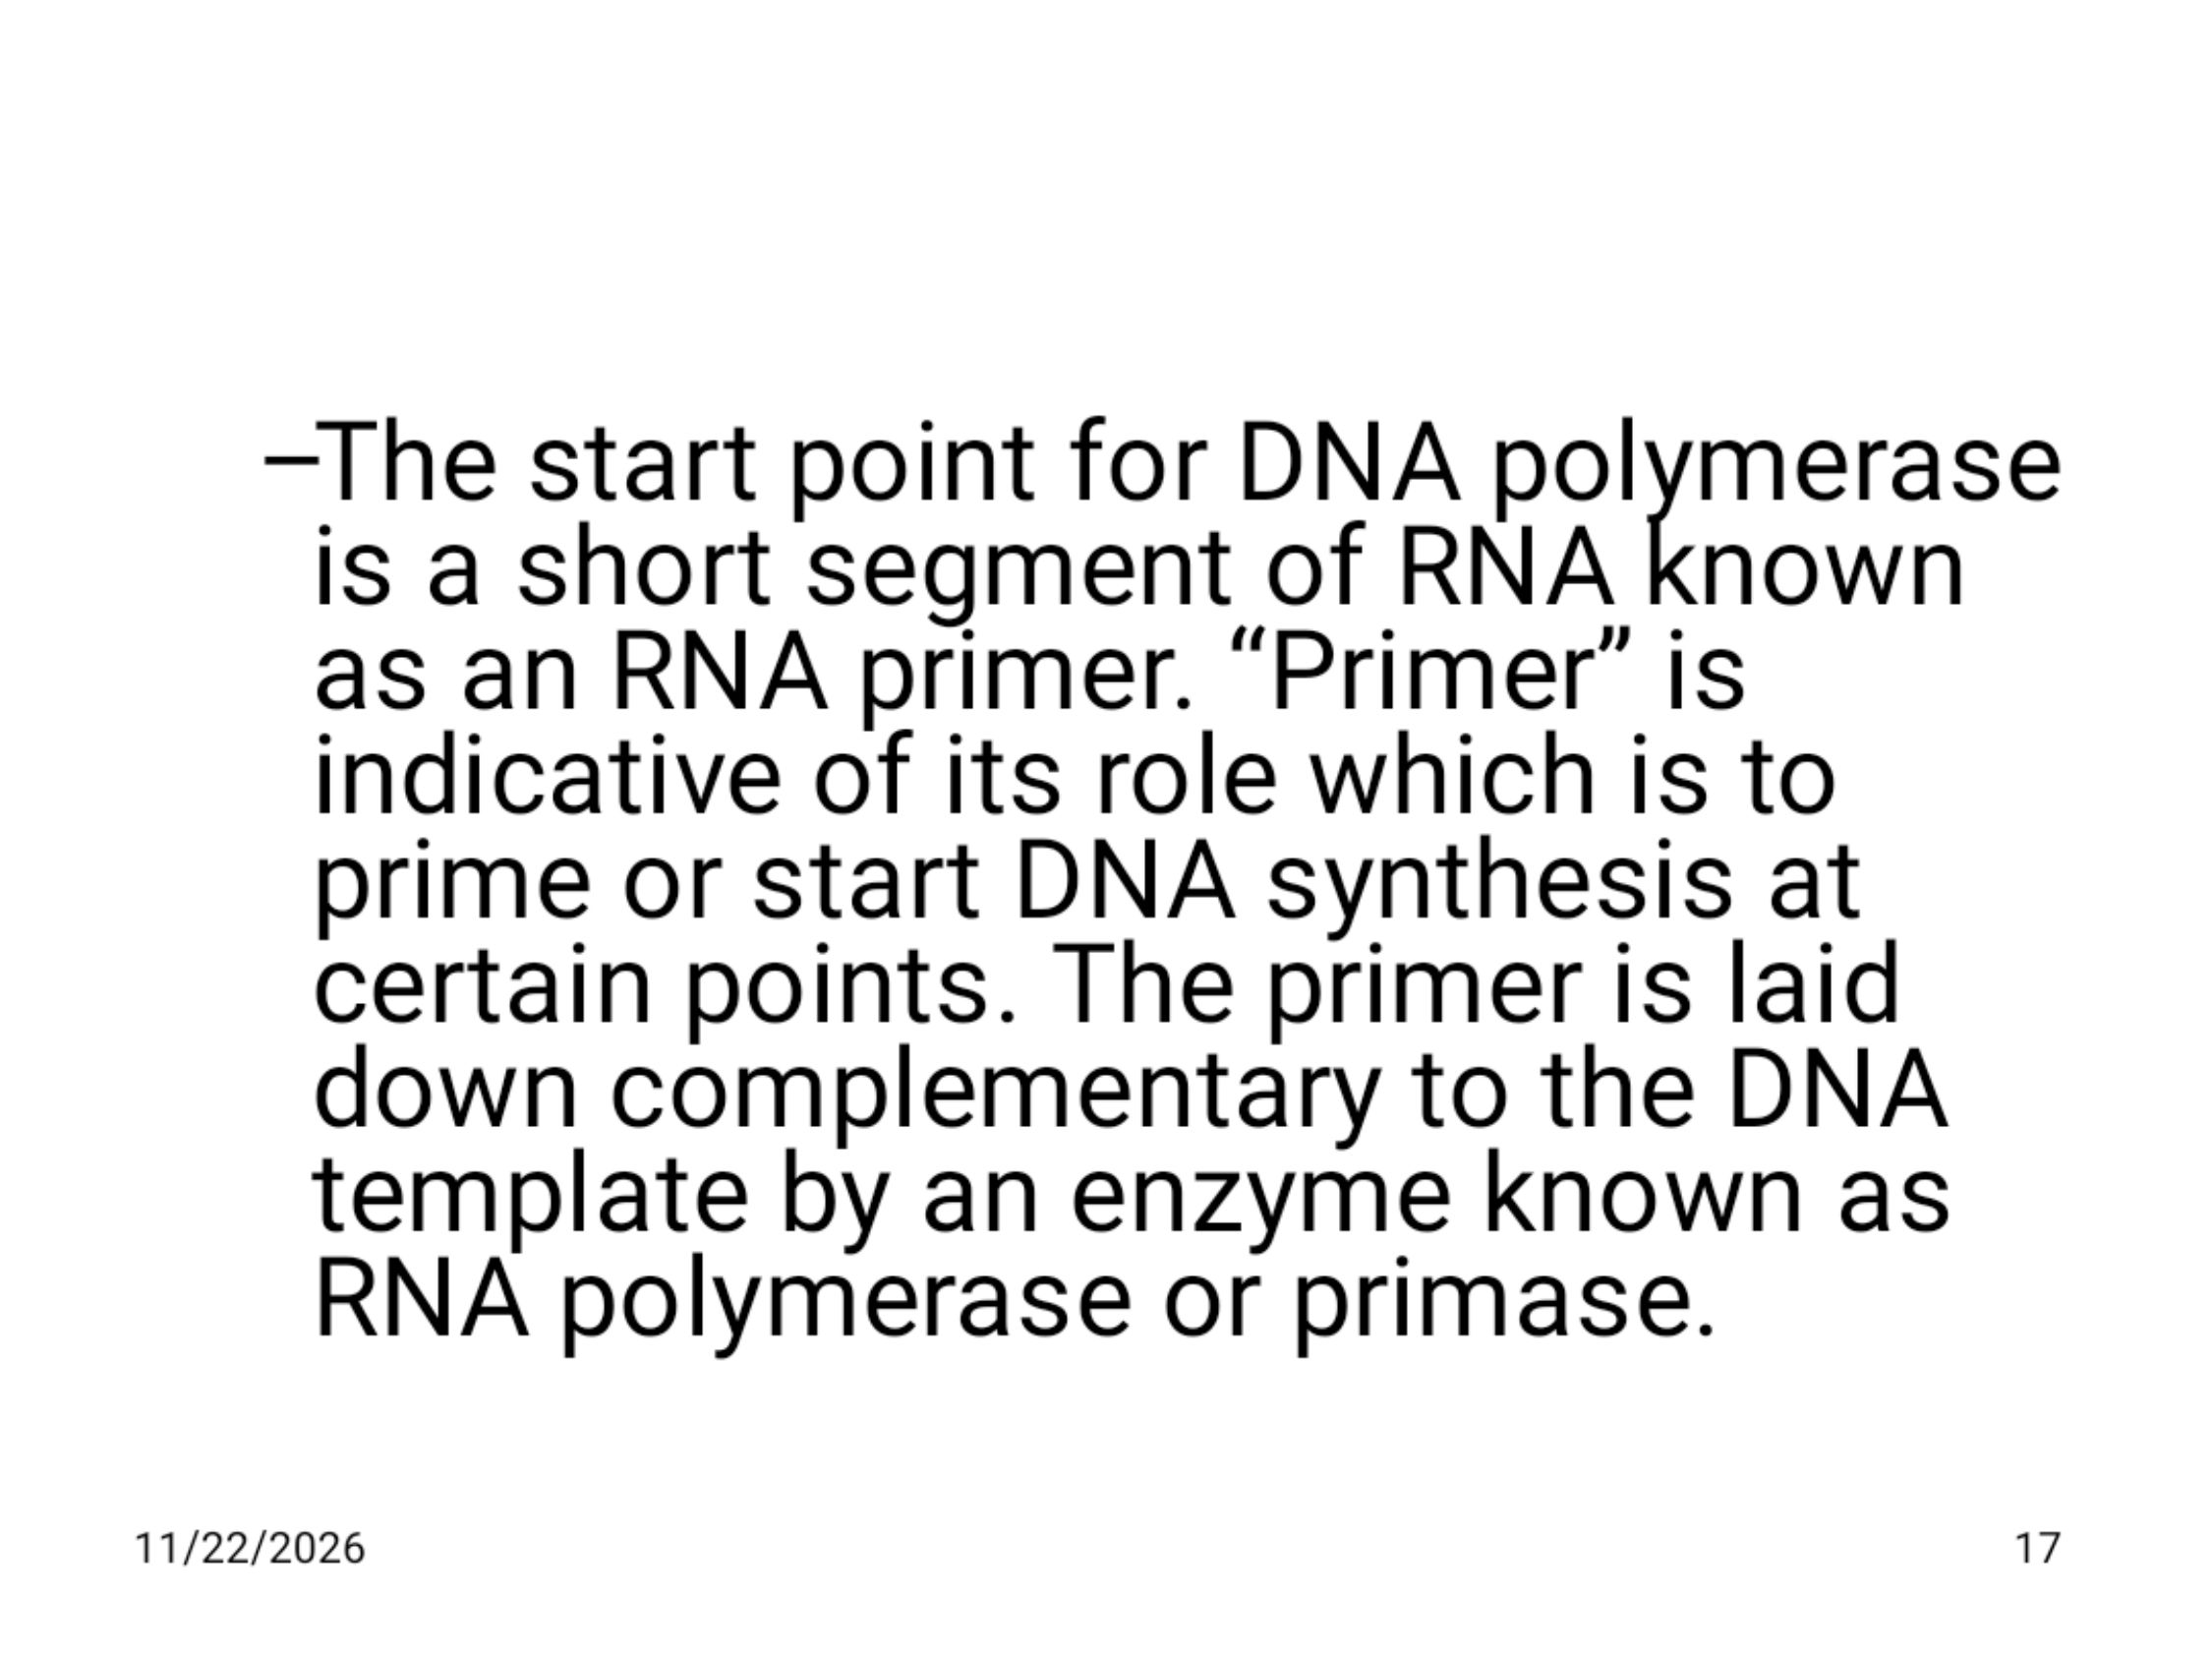 –The start point for DNA polymerase
is a short segment of RNA known
as an RNA primer. “Primer” is
indicative of its role which is to
prime or start DNA synthesis at
certain points. The primer is laid
down complementary to the DNA
template by an enzyme known as
RNA polymerase or primase.
11/22/2026
17